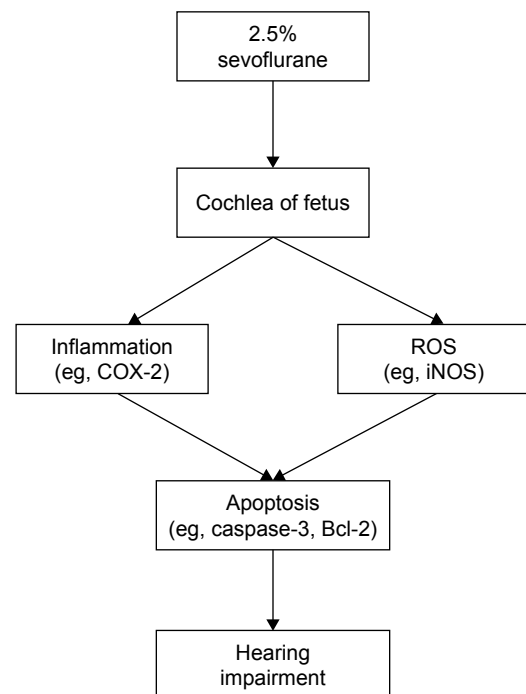 2.5%
sevoflurane
Cochlea of fetus
Inflammation
(eg, COX-2)
ROS
(eg, iNOS)
Apoptosis
(eg, caspase-3, Bcl-2)
Hearing
impairment